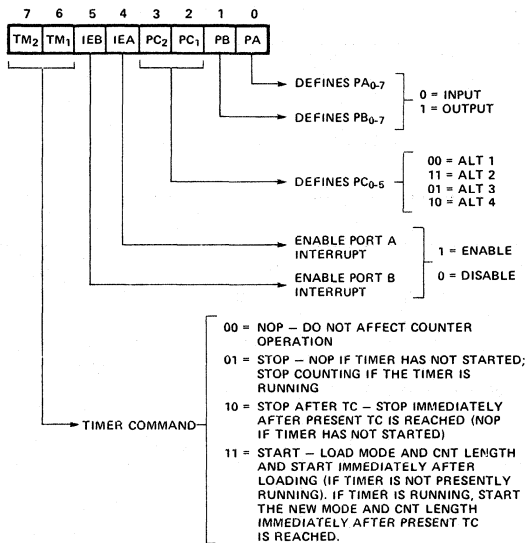 7 6 5 4 3 2 1 0
TM2 TM1 IEB IEA PC2 PC1 PB PA
DEFINES PA0-7
0 = INPUT
1 = OUTPUT
DEFINES PB0-7
DEFINES PC0-5
00 = ALT 1
11 = ALT 2
01 = ALT 3
10 = ALT 4
ENABLE PORT A
INTERRUPT
1 = ENABLE
0 = DISABLE
ENABLE PORT B
INTERRUPT
TIMER COMMAND
00 = NOP — DO NOT AFFECT COUNTER
OPERATION
01 = STOP — NOP IF TIMER HAS NOT STARTED;
STOP COUNTING IF THE TIMER IS
RUNNING
10 = STOP AFTER TC — STOP IMMEDIATELY
AFTER PRESENT TC IS REACHED (NOP
IF TIMER HAS NOT STARTED)
11 = START — LOAD MODE AND CNT LENGTH
AND START IMMEDIATELY AFTER
LOADING (IF TIMER IS NOT PRESENTLY
RUNNING). IF TIMER IS RUNNING, START
THE NEW MODE AND CNT LENGTH
IMMEDIATELY AFTER PRESENT TC
IS REACHED.